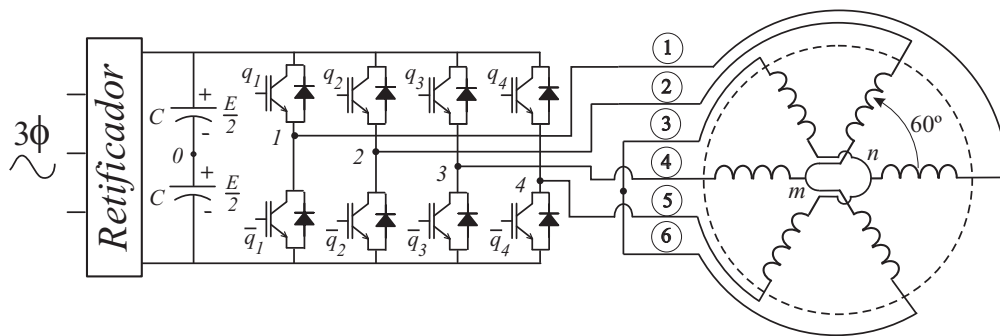 3ϕ
Retificador
C + E/2 -
0
C + E/2 -
q1 q2 q3 q4
1
2
3
4
q̅1 q̅2 q̅3 q̅4
①
②
③
④
⑤
⑥
60º
n
m